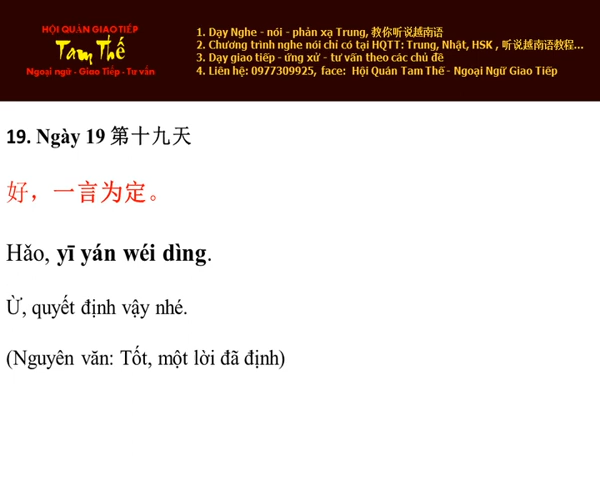 HỘI QUÁN GIAO TIẾP
Tam Thế
Ngoại ngữ - Giao Tiếp - Tư vấn
1. Dạy Nghe - nói - phản xạ Trung, 教你听说越南语
2. Chương trình nghe nói chỉ có tại HQTT: Trung, Nhật, HSK , 听说越南语教程...
3. Dạy giao tiếp - ứng xử - tư vấn theo các chủ đề
4. Liên hệ: 0977309925, face: Hội Quán Tam Thế - Ngoại Ngữ Giao Tiếp
19. Ngày 19 第十九天
好，一言为定。
Hǎo, yī yán wéi dìng.
Ừ, quyết định vậy nhé.
(Nguyên văn: Tốt, một lời đã định)